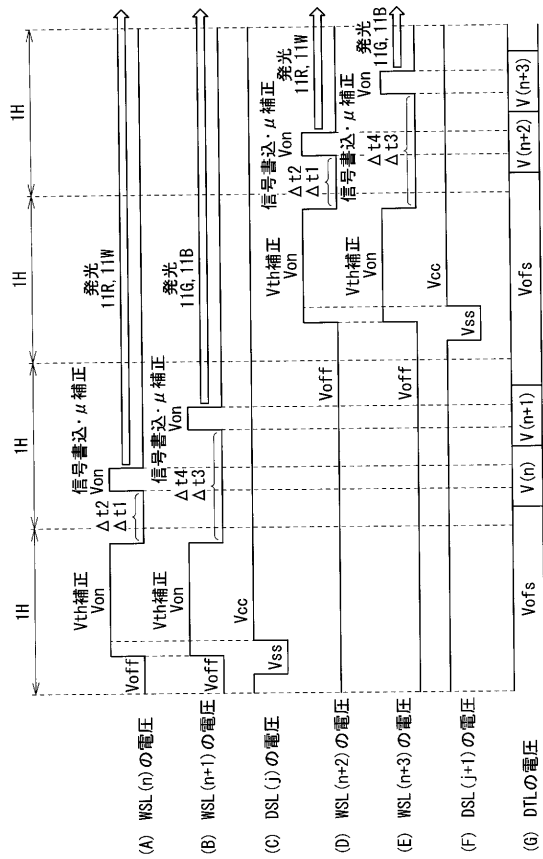 1H
1H
1H
1H
(A) WSL(n)の電圧
Voff
Vth補正
Von
Δt2
Δt1
信号書込・μ補正
Von
発光
11R, 11W
(B) WSL(n+1)の電圧
Voff
Vth補正
Von
Δt4
Δt3
信号書込・μ補正
Von
発光
11G, 11B
(C) DSL(j)の電圧
Vss
Vcc
(D) WSL(n+2)の電圧
Voff
Vth補正
Von
Δt2
Δt1
信号書込・μ補正
Von
発光
11R, 11W
(E) WSL(n+3)の電圧
Voff
Vth補正
Von
Δt4
Δt3
信号書込・μ補正
Von
発光
11G, 11B
(F) DSL(j+1)の電圧
Vss
Vcc
(G) DTLの電圧
Vofs
V(n)
V(n+1)
Vofs
V(n+2)
V(n+3)